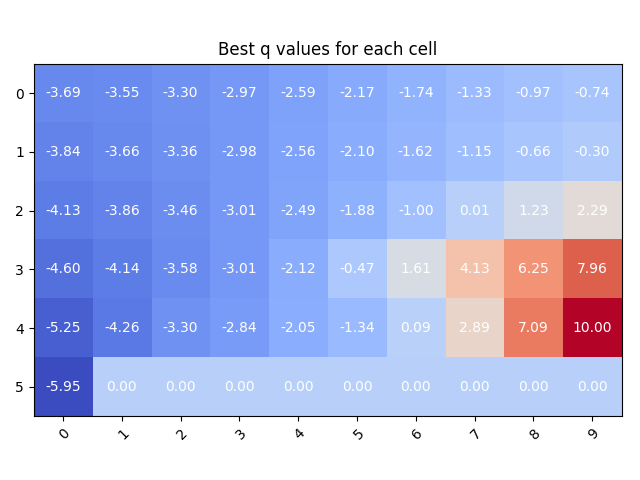 Best q values for each cell
0 -3.69 -3.55 -3.30 -2.97 -2.59 -2.17 -1.74 -1.33 -0.97 -0.74
1 -3.84 -3.66 -3.36 -2.98 -2.56 -2.10 -1.62 -1.15 -0.66 -0.30
2 -4.13 -3.86 -3.46 -3.01 -2.49 -1.88 -1.00 0.01 1.23 2.29
3 -4.60 -4.14 -3.58 -3.01 -2.12 -0.47 1.61 4.13 6.25 7.96
4 -5.25 -4.26 -3.30 -2.84 -2.05 -1.34 0.09 2.89 7.09 10.00
5 -5.95 0.00 0.00 0.00 0.00 0.00 0.00 0.00 0.00 0.00
0 1 2 3 4 5 6 7 8 9